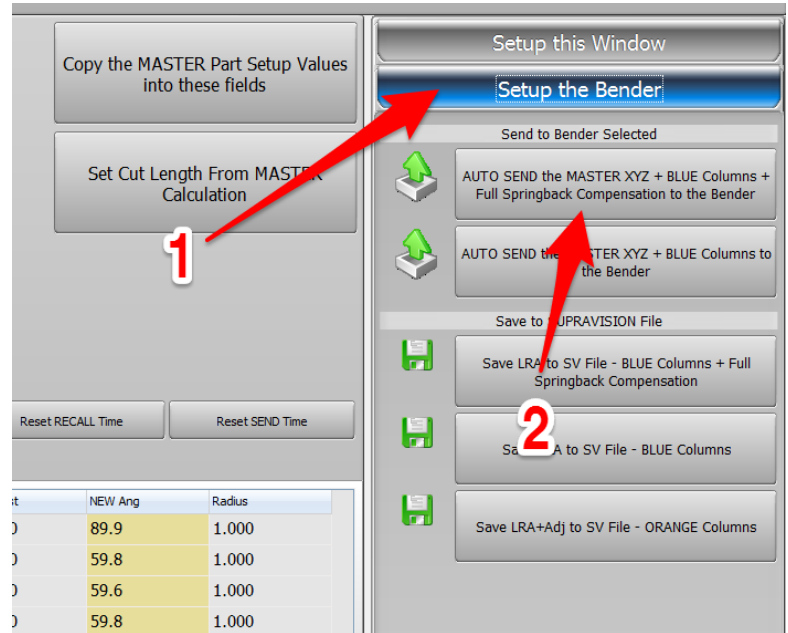 Copy the MASTER Part Setup Values
into these fields
Set Cut Length From MASTER
Calculation
1
Reset RECALL Time
Reset SEND Time
Setup this Window
Setup the Bender
Send to Bender Selected
AUTO SEND the MASTER XYZ + BLUE Columns +
Full Springback Compensation to the Bender
AUTO SEND the MASTER XYZ + BLUE Columns to
the Bender
Save to SUPRAVISION File
Save LRA to SV File - BLUE Columns + Full
Springback Compensation
2
Save LRA to SV File - BLUE Columns
Save LRA+Adj to SV File - ORANGE Columns
NEW Ang Radius
89.9 1.000
59.8 1.000
59.6 1.000
59.8 1.000